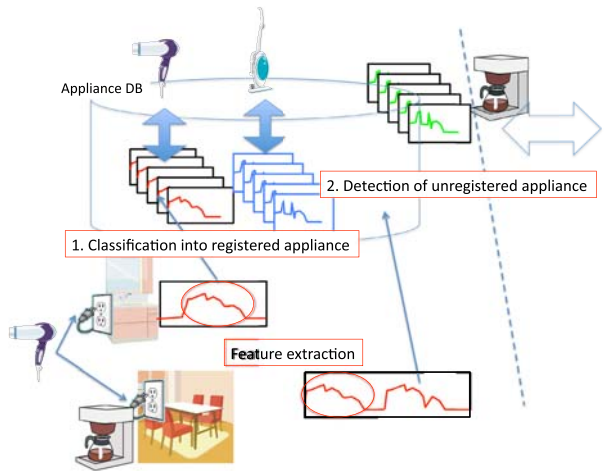 Appliance DB
2. Detection of unregistered appliance
1. Classification into registered appliance
Feature extraction